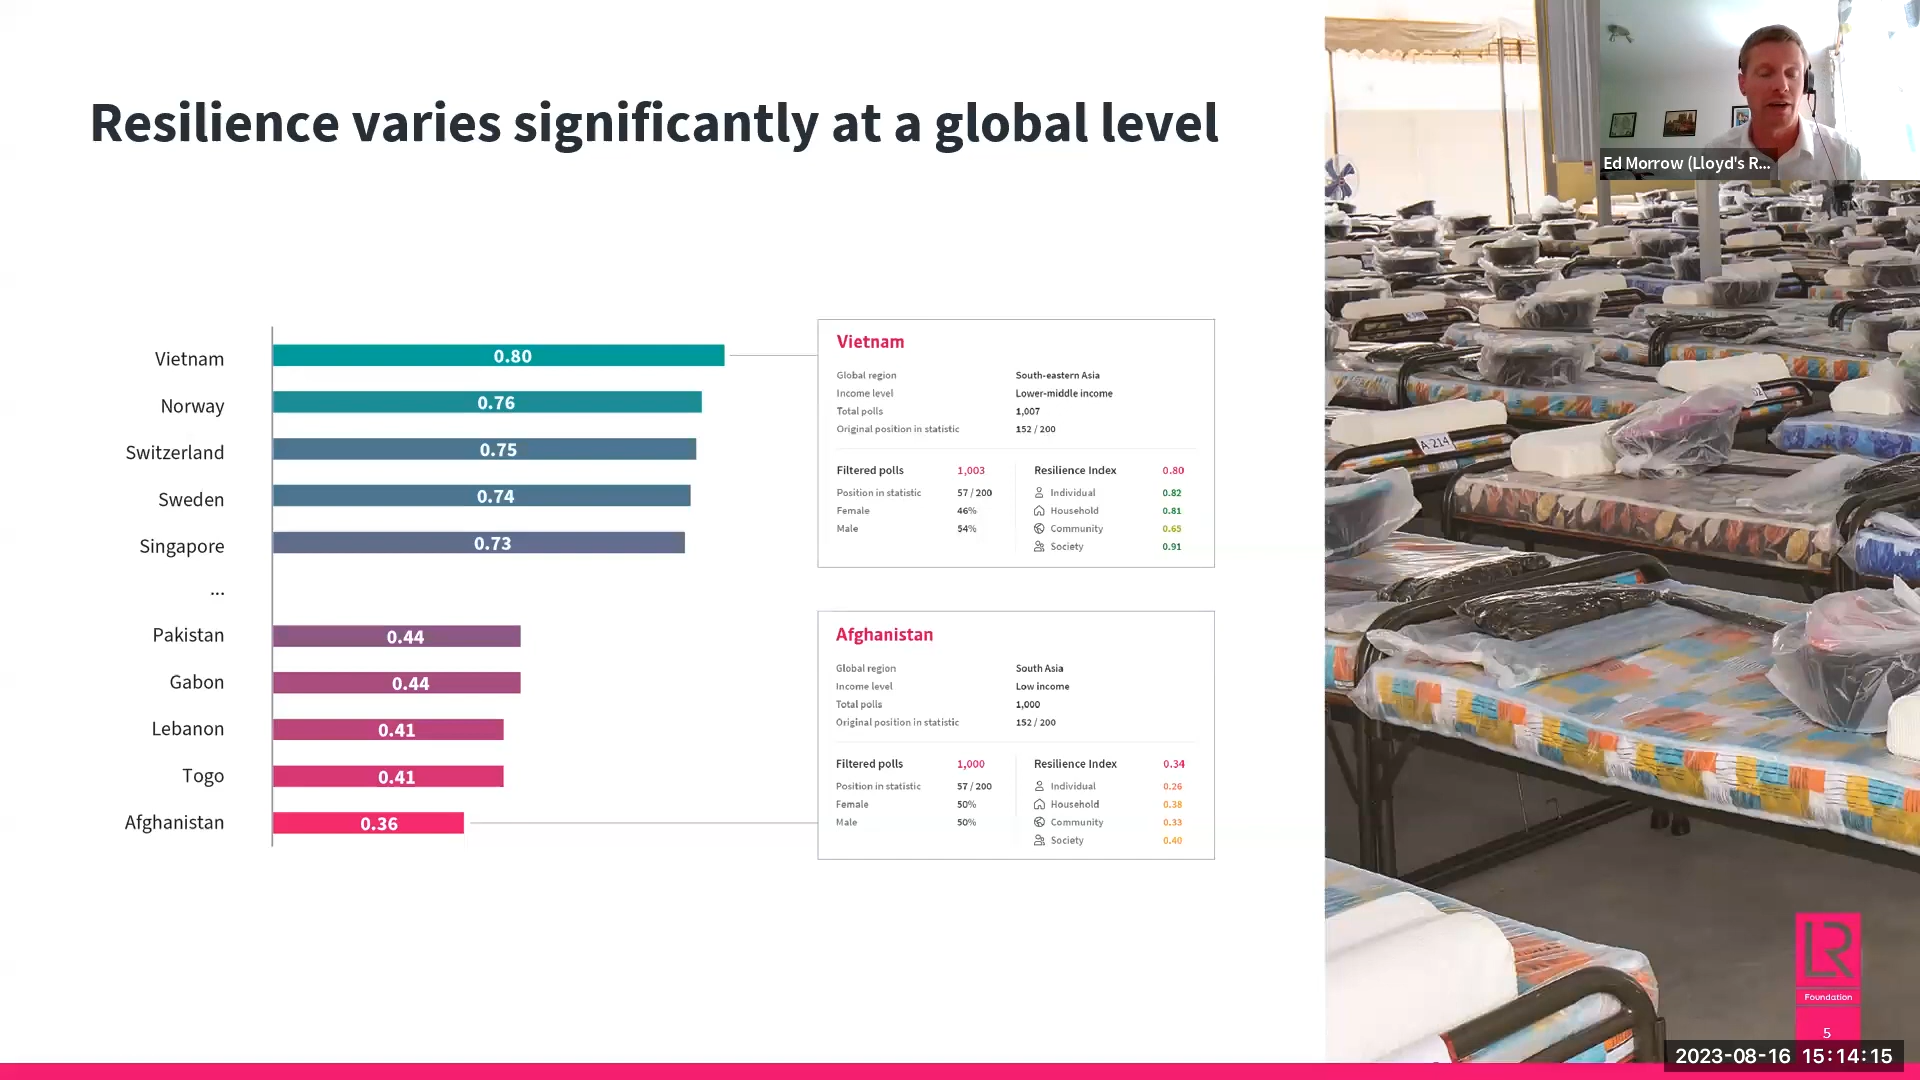 Resilience varies significantly at a global level
Ed Morrow (Lloyd's R...
Vietnam 0.80
Norway 0.76
Switzerland 0.75
Sweden 0.74
Singapore 0.73
...
Pakistan 0.44
Gabon 0.44
Lebanon 0.41
Togo 0.41
Afghanistan 0.36
Vietnam
Global region South-eastern Asia
Income level Lower-middle income
Total polls 1,007
Original position in statistic 152 / 200
Filtered polls 1,003
Position in statistic 57 / 200
Female 46%
Male 54%
Resilience Index 0.80
Individual 0.82
Household 0.81
Community 0.65
Society 0.91
Afghanistan
Global region South Asia
Income level Low income
Total polls 1,000
Original position in statistic 152 / 200
Filtered polls 1,000
Position in statistic 57 / 200
Female 50%
Male 50%
Resilience Index 0.34
Individual 0.26
Household 0.38
Community 0.33
Society 0.40
A 214
LR
Foundation
5
2023-08-16 15:14:15